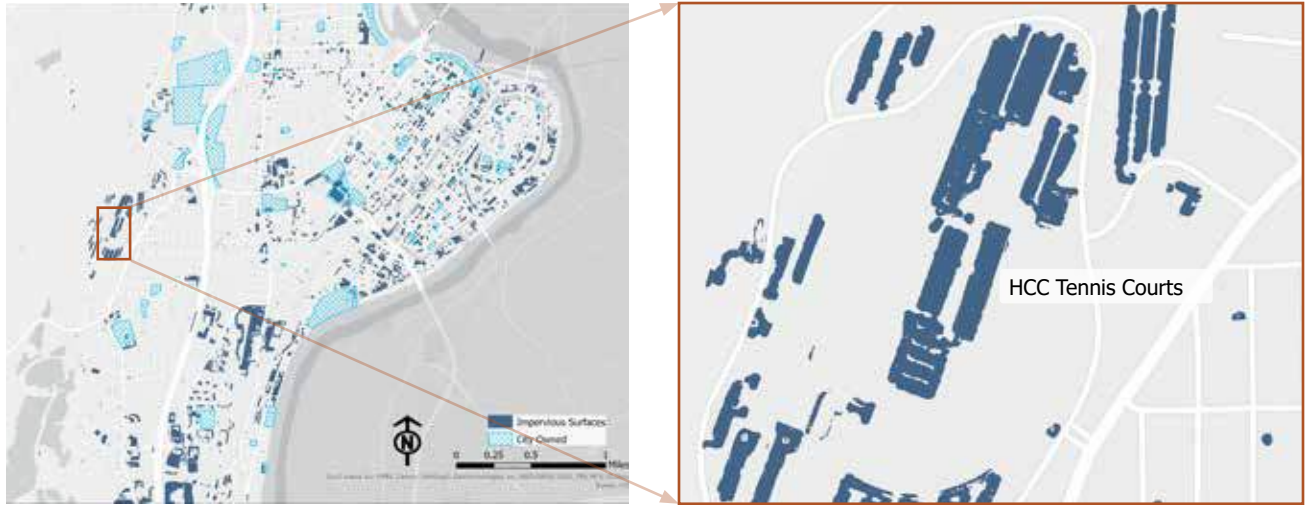 HCC Tennis Courts
Impervious Surfaces
City Owned
N
0 0.25 0.5 1
Miles